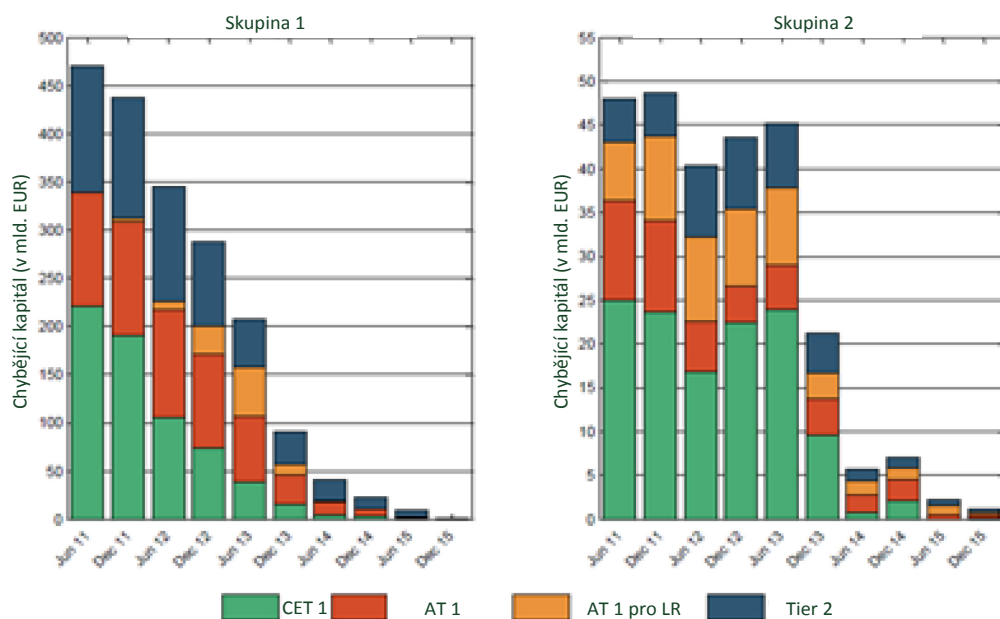 Skupina 1
Chybějící kapitál (v mld. EUR)
500
450
400
350
300
250
200
150
100
50
0
Jun 11
Dec 11
Jun 12
Dec 12
Jun 13
Dec 13
Jun 14
Dec 14
Jun 15
Dec 15
Skupina 2
Chybějící kapitál (v mld. EUR)
55
50
45
40
35
30
25
20
15
10
5
0
Jun 11
Dec 11
Jun 12
Dec 12
Jun 13
Dec 13
Jun 14
Dec 14
Jun 15
Dec 15
CET 1
AT 1
AT 1 pro LR
Tier 2